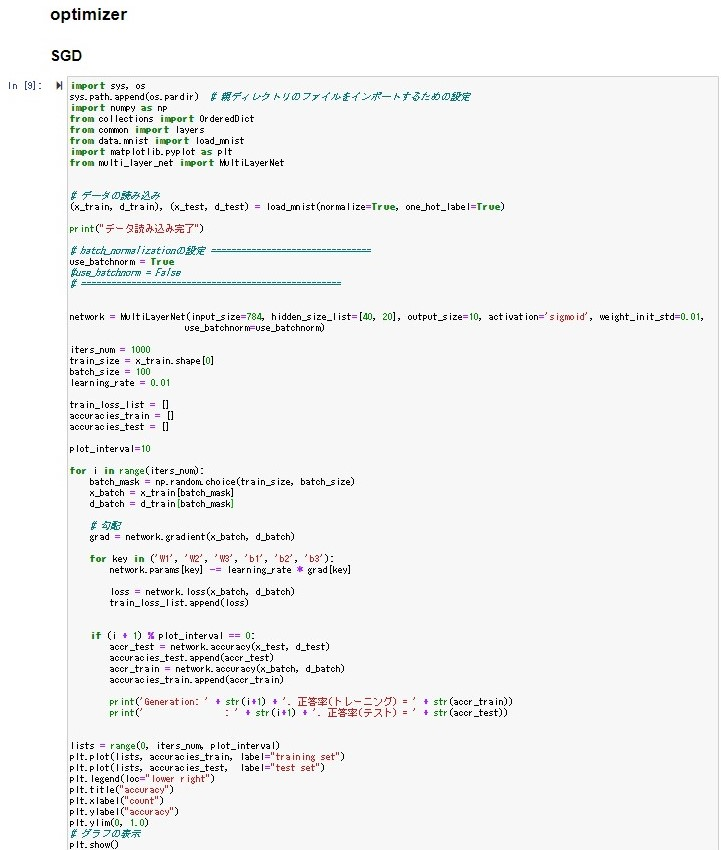 optimizer
SGD
In [9]:
import sys, os
sys.path.append(os.pardir)  # 親ディレクトリのファイルをインポートするための設定
import numpy as np
from collections import OrderedDict
from common import layers
from data.mnist import load_mnist
import matplotlib.pyplot as plt
from multi_layer_net import MultiLayerNet
# データの読み込み
(x_train, d_train), (x_test, d_test) = load_mnist(normalize=True, one_hot_label=True)
print("データ読み込み完了")
# batch_normalizationの設定 ================================
use_batchnorm = True
#use_batchnorm = False
# ====================================================
network = MultiLayerNet(input_size=784, hidden_size_list=[40, 20], output_size=10, activation='sigmoid', weight_init_std=0.01,
                       use_batchnorm=use_batchnorm)
iters_num = 1000
train_size = x_train.shape[0]
batch_size = 100
learning_rate = 0.01
train_loss_list = []
accuracies_train = []
accuracies_test = []
plot_interval=10
for i in range(iters_num):
    batch_mask = np.random.choice(train_size, batch_size)
    x_batch = x_train[batch_mask]
    d_batch = d_train[batch_mask]
    # 勾配
    grad = network.gradient(x_batch, d_batch)
    for key in ('W1', 'W2', 'W3', 'b1', 'b2', 'b3'):
        network.params[key] -= learning_rate * grad[key]
        loss = network.loss(x_batch, d_batch)
        train_loss_list.append(loss)
    if (i + 1) % plot_interval == 0:
        accr_test = network.accuracy(x_test, d_test)
        accuracies_test.append(accr_test)
        accr_train = network.accuracy(x_batch, d_batch)
        accuracies_train.append(accr_train)
        print('Generation: ' + str(i+1) + '. 正答率(トレーニング) = ' + str(accr_train))
        print('                : ' + str(i+1) + '. 正答率(テスト) = ' + str(accr_test))
lists = range(0, iters_num, plot_interval)
plt.plot(lists, accuracies_train, label="training set")
plt.plot(lists, accuracies_test,  label="test set")
plt.legend(loc="lower right")
plt.title("accuracy")
plt.xlabel("count")
plt.ylabel("accuracy")
plt.ylim(0, 1.0)
# グラフの表示
plt.show()